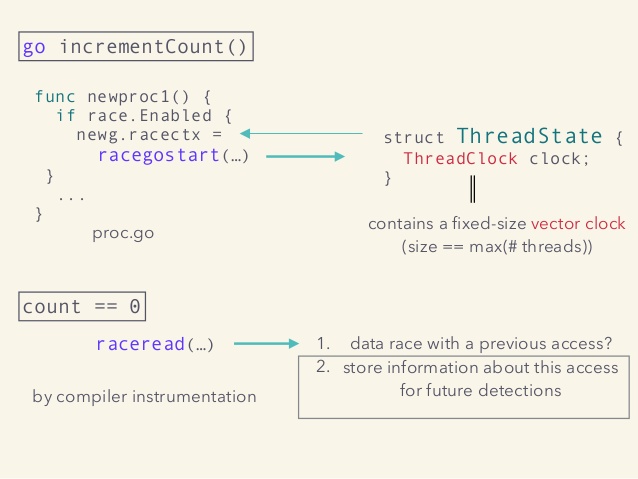 go incrementCount()
func newproc1() {
if race.Enabled {
newg.racectx =
racegostart(…)
}
...
}
proc.go
struct ThreadState {
ThreadClock clock;
}
contains a fixed-size vector clock
(size == max(# threads))
count == 0
raceread(…)
by compiler instrumentation
1. data race with a previous access?
2. store information about this access
for future detections